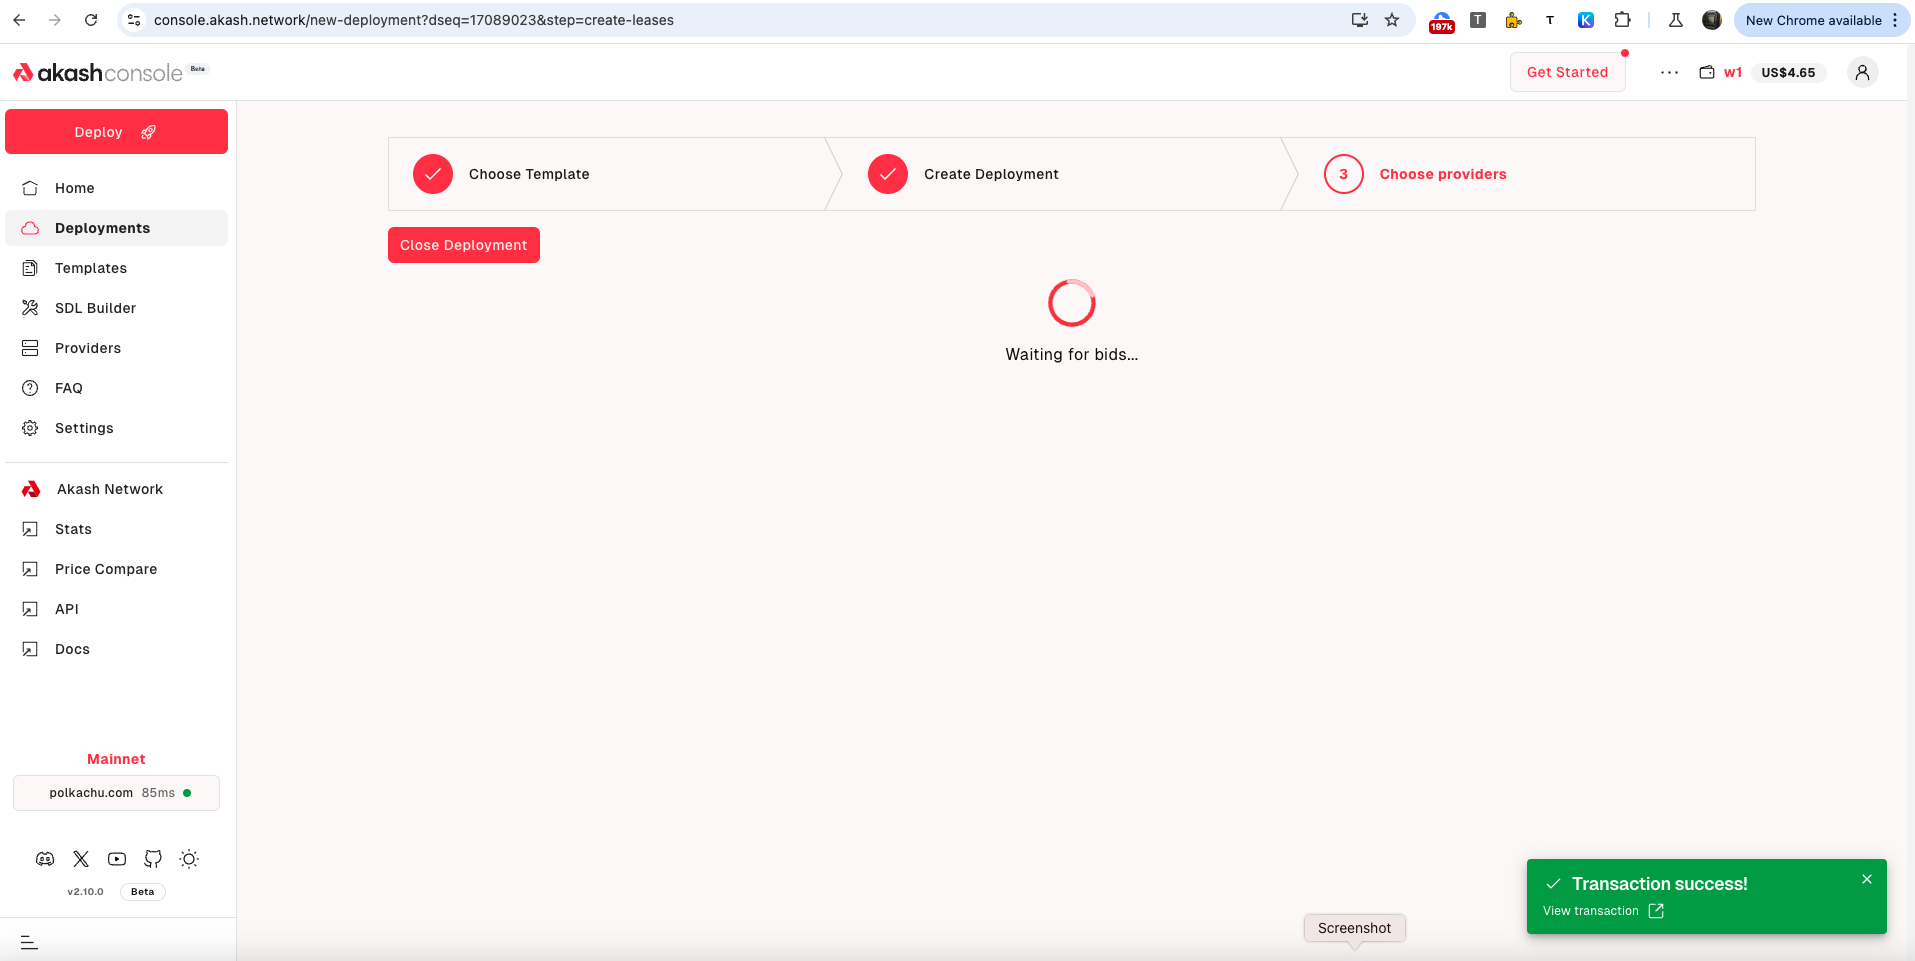 console.akash.network/new-deployment?dseq=17089023&step=create-leases
197k
T
T
K
New Chrome available
akashconsole Beta
Get Started
w1
US$4.65
Deploy
Choose Template
Create Deployment
3
Choose providers
Home
Deployments
Close Deployment
Templates
SDL Builder
Waiting for bids...
Providers
FAQ
Settings
Akash Network
Stats
Price Compare
API
Docs
Mainnet
polkachu.com 85ms
v2.10.0
Beta
Transaction success!
View transaction
Screenshot